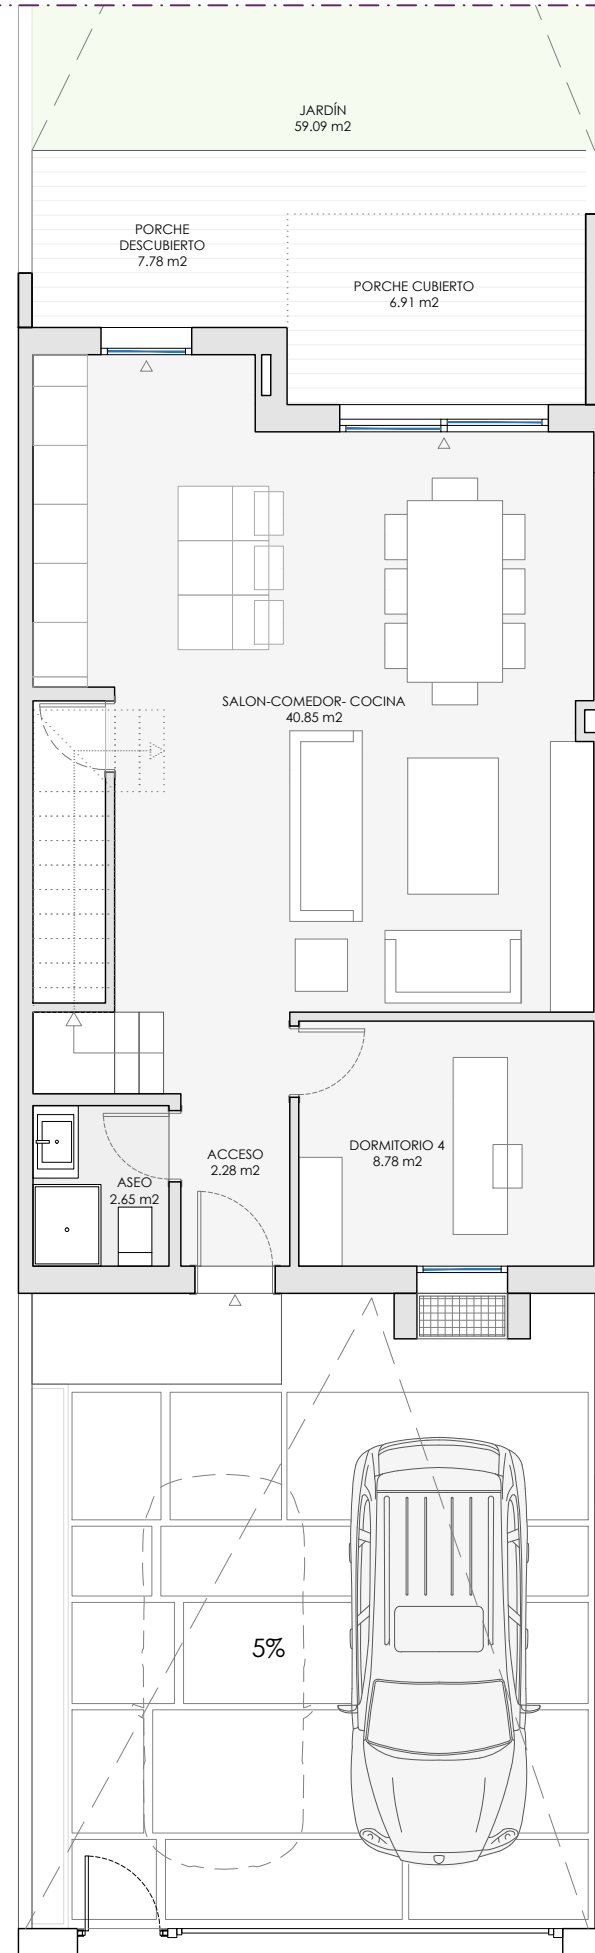 JARDÍN
59.09 m2
PORCHE
DESCUBIERTO
7.78 m2
PORCHE CUBIERTO
6.91 m2
SALON-COMEDOR- COCINA
40.85 m2
ACCESO
2.28 m2
DORMITORIO 4
8.78 m2
ASEO
2.65 m2
5%